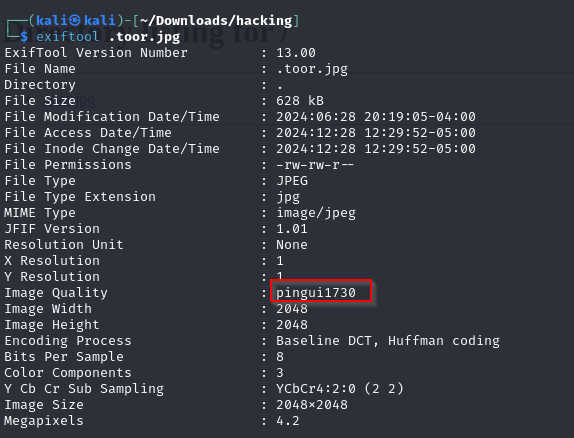 (kali㉿kali)-[~/Downloads/hacking]
$ exiftool .toor.jpg
ExifTool Version Number : 13.00
File Name : .toor.jpg
Directory : .
File Size : 628 kB
File Modification Date/Time : 2024:06:28 20:19:05-04:00
File Access Date/Time : 2024:12:28 12:29:52-05:00
File Inode Change Date/Time : 2024:12:28 12:29:52-05:00
File Permissions : -rw-rw-r--
File Type : JPEG
File Type Extension : jpg
MIME Type : image/jpeg
JFIF Version : 1.01
Resolution Unit : None
X Resolution : 1
Y Resolution : 1
Image Quality : pingui1730
Image Width : 2048
Image Height : 2048
Encoding Process : Baseline DCT, Huffman coding
Bits Per Sample : 8
Color Components : 3
Y Cb Cr Sub Sampling : YCbCr4:2:0 (2 2)
Image Size : 2048×2048
Megapixels : 4.2